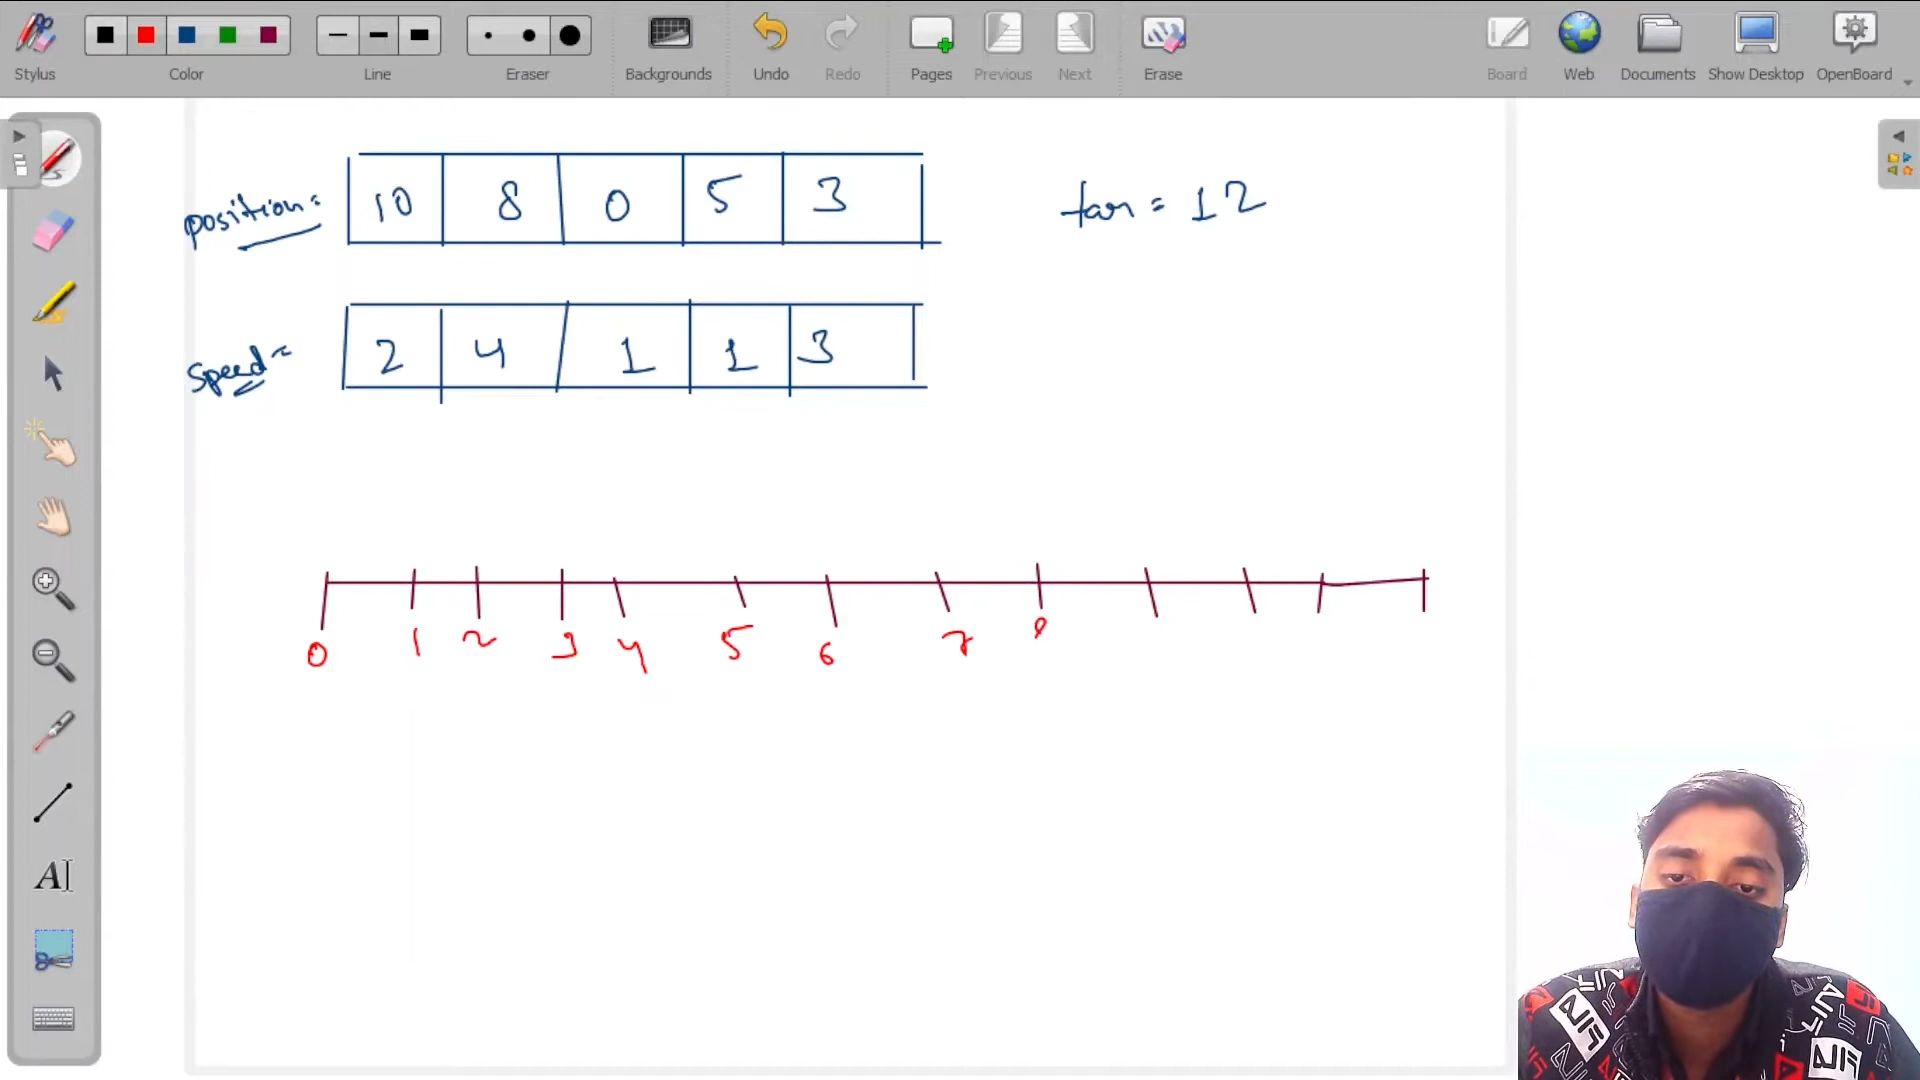 Stylus
Color
Line
Eraser
Backgrounds
Undo
Redo
Pages
Previous
Next
Erase
Board
Web
Documents
Show Desktop
OpenBoard
position = 10 8 0 5 3
tar = 12
speed = 2 4 1 1 3
0 1 2 3 4 5 6 7 8
A